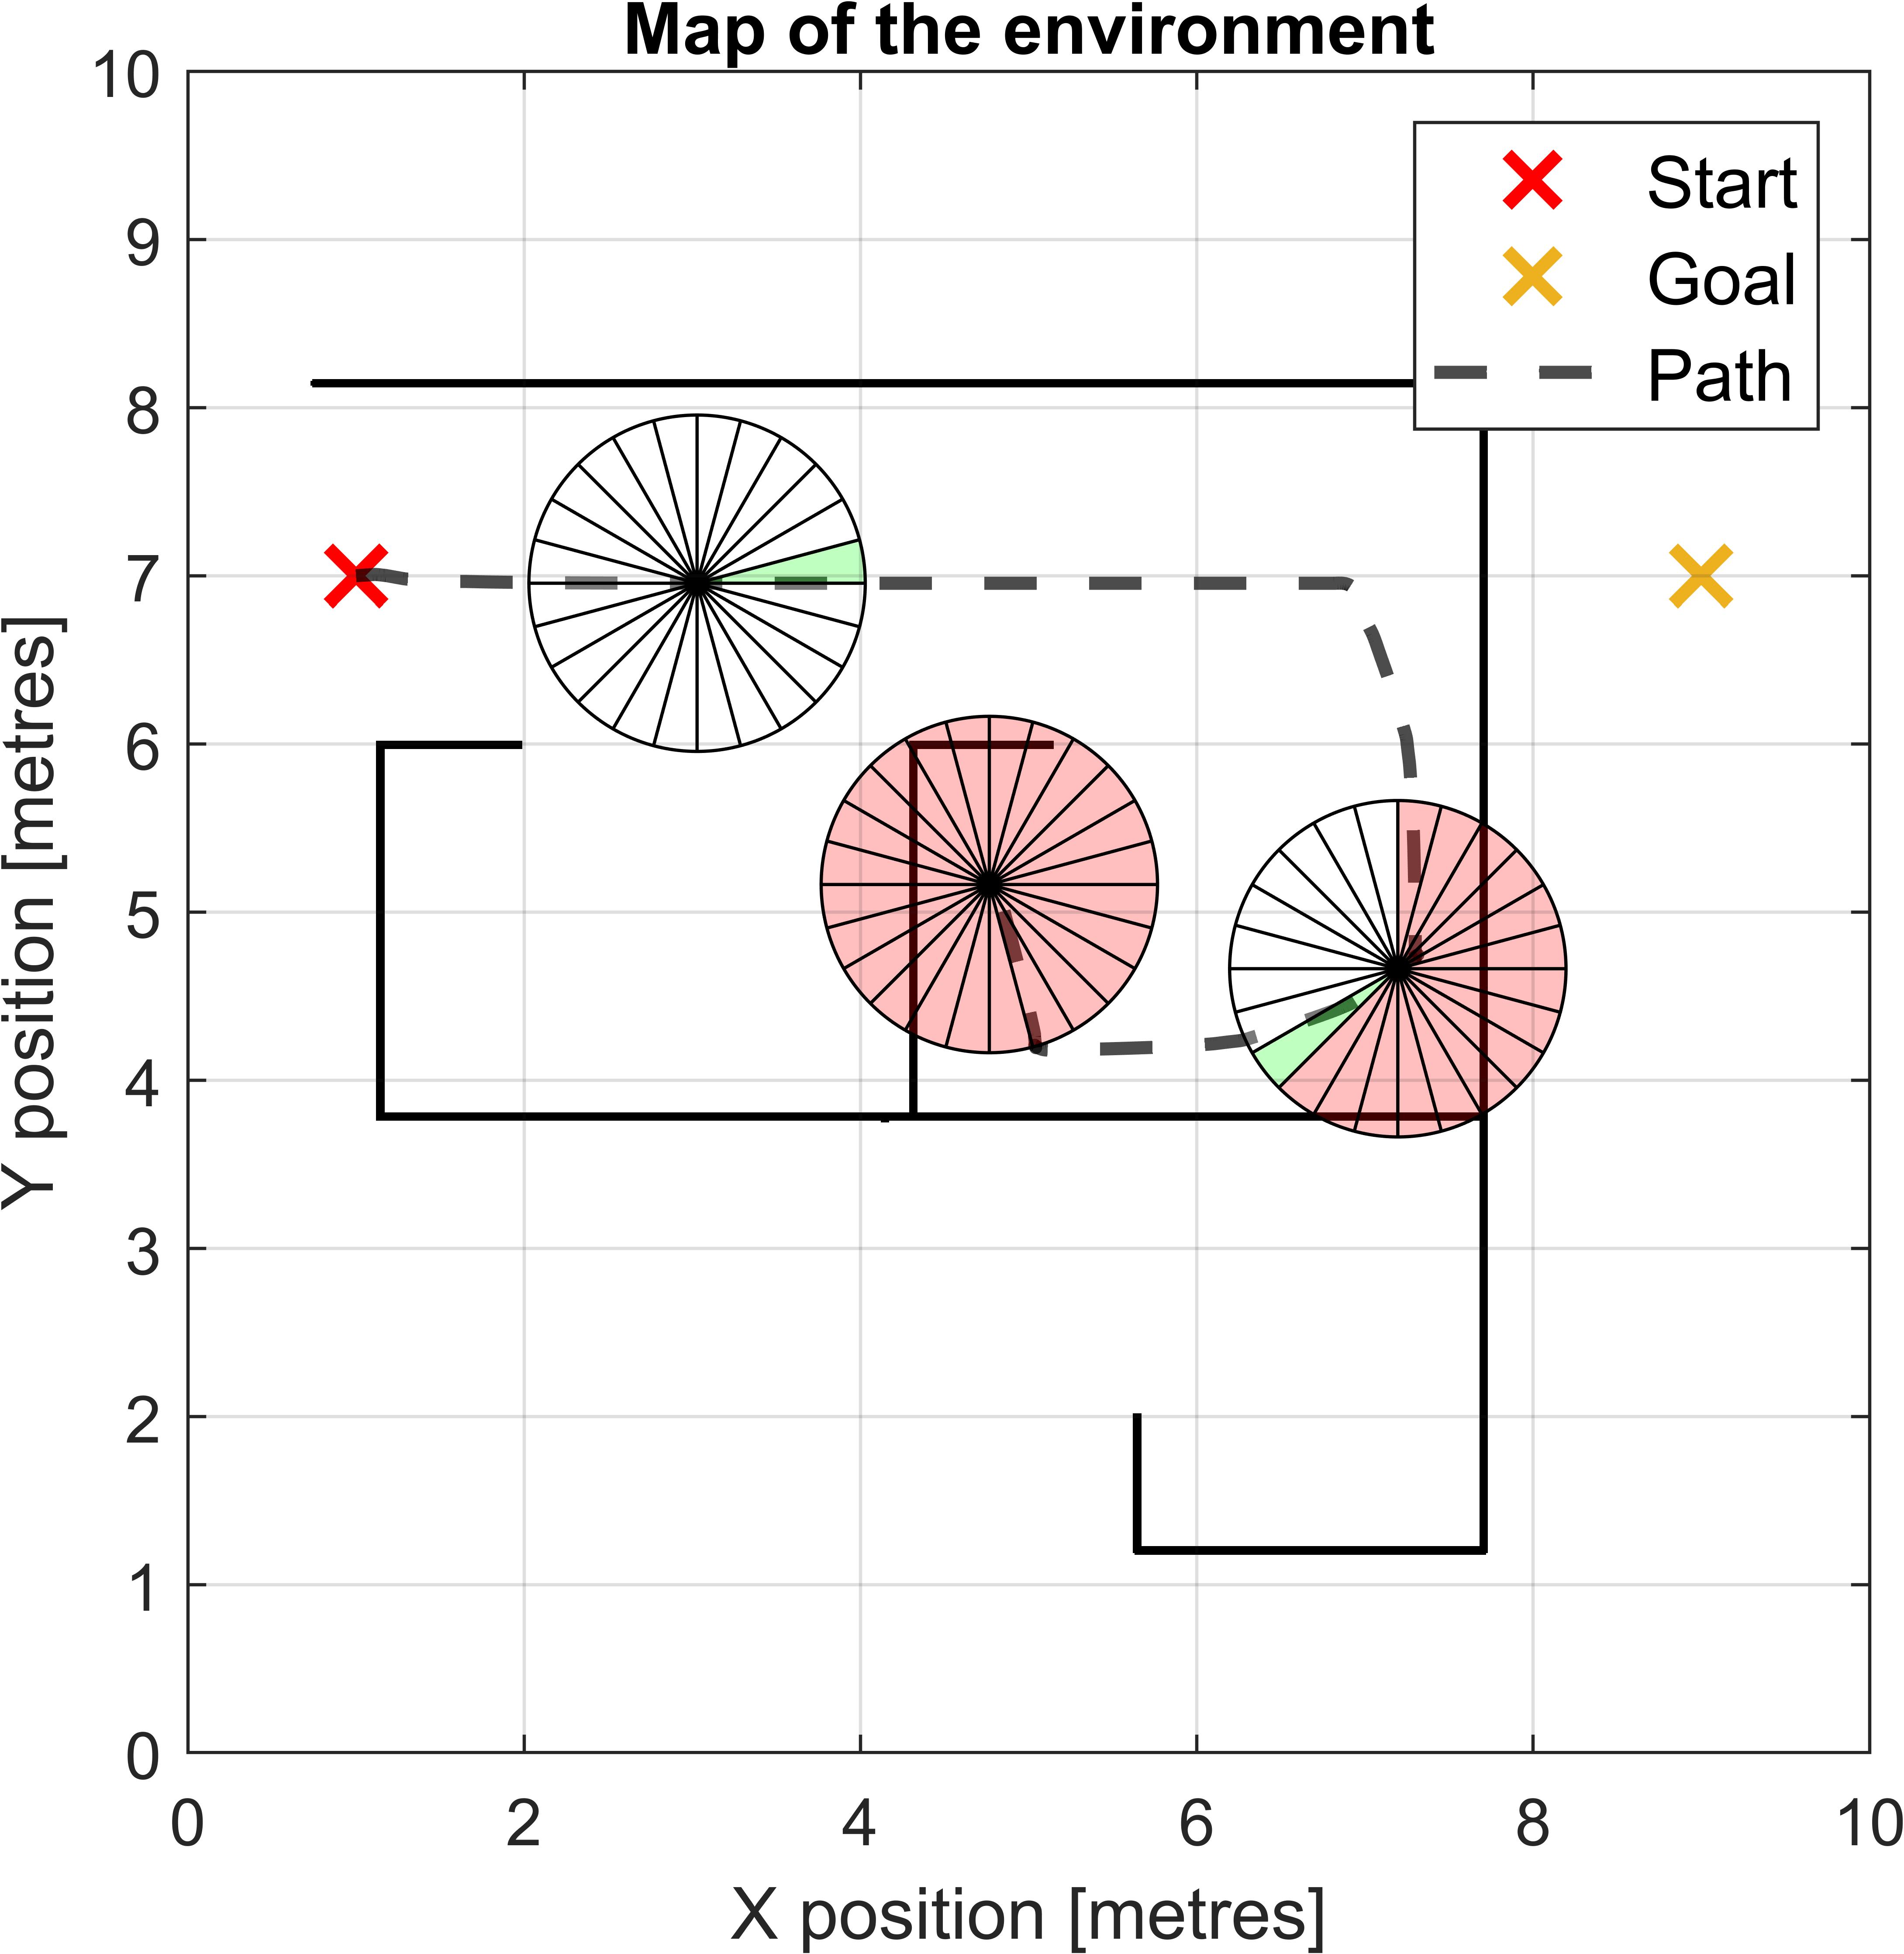 Map of the environment
10
9
8
7
6
5
4
3
2
1
0
Y position [metres]
Start
Goal
Path
0 2 4 6 8 10
X position [metres]